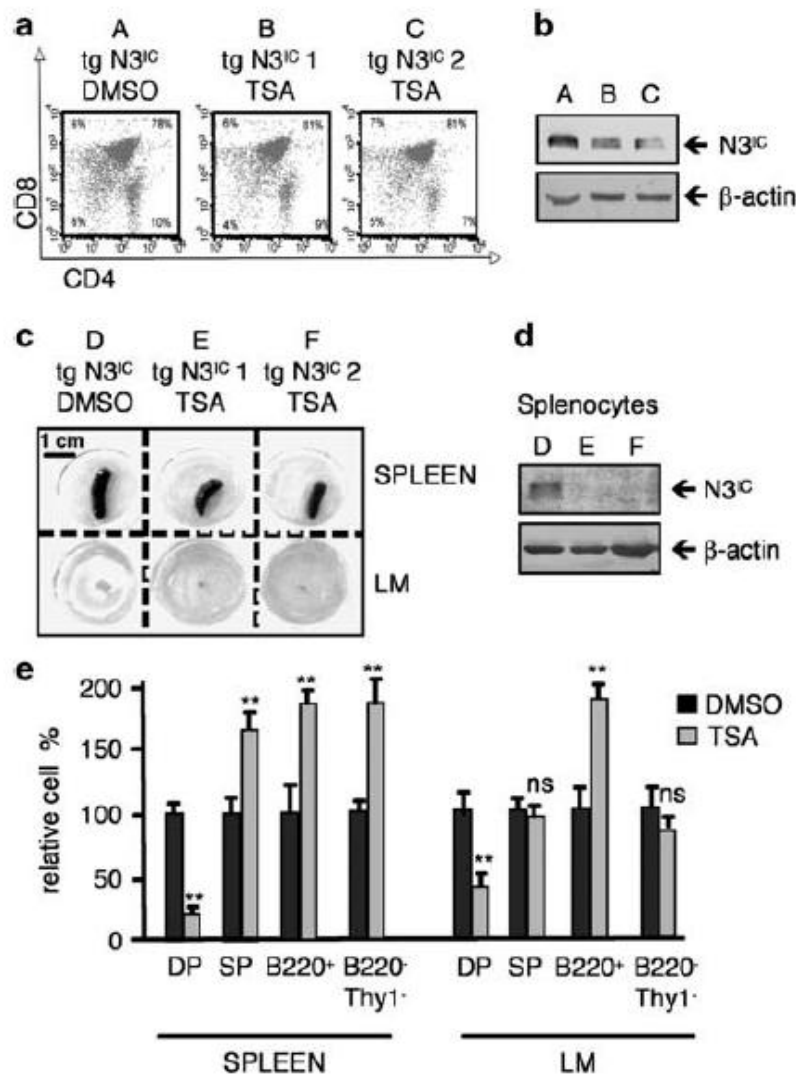 a
A B C
tg N3IC tg N3IC 1 tg N3IC 2
DMSO TSA TSA
78% 6% 81% 7% 81%
5% 10% 4% 9% 5% 7%
CD8
CD4
b
A B C
N3IC
β-actin
c
D E F
tg N3IC tg N3IC 1 tg N3IC 2
DMSO TSA TSA
1 cm
SPLEEN
LM
d
Splenocytes
D E F
N3IC
β-actin
e
200
150
100
50
0
relative cell %
** ** ** ** ** ns ** ns
DMSO
TSA
DP SP B220+ B220- DP SP B220+ B220-
Thy1- Thy1-
SPLEEN LM